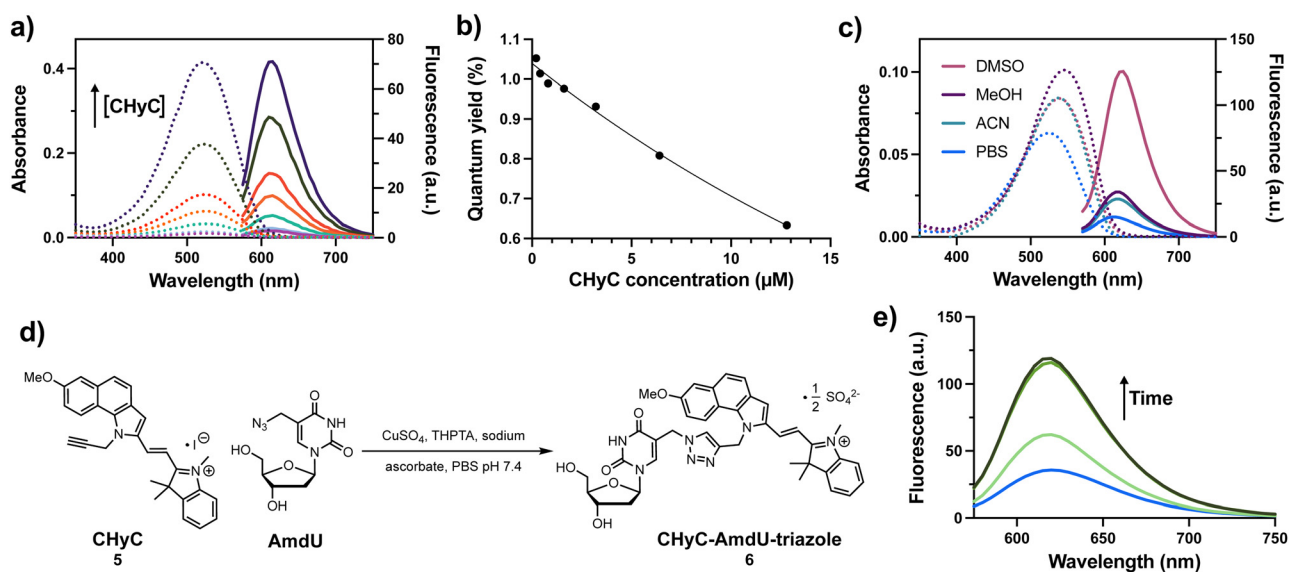 a)
80
0.4
60
[CHyC]
40
0.2
20
0.0
0
400 500 600 700
Wavelength (nm)
Absorbance
Fluorescence (a.u.)
b)
1.1
1.0
0.9
0.8
0.7
0.6
0 5 10 15
CHyC concentration (µM)
Quantum yield (%)
c)
150
0.10
100
0.05
50
0.00
0
DMSO
MeOH
ACN
PBS
400 500 600 700
Wavelength (nm)
Absorbance
Fluorescence (a.u.)
d)
MeO
N
N
⊕
• I⊖
CHyC
5
N3
O
NH
N
O
HO
O
OH
AmdU
CuSO4, THPTA, sodium
ascorbate, PBS pH 7.4
MeO
• 1/2 SO4 2-
O
HN
O
N
N
N=N
N
N
⊕
HO
O
OH
CHyC-AmdU-triazole
6
e)
150
100
50
0
Time
600 650 700 750
Wavelength (nm)
Fluorescence (a.u.)